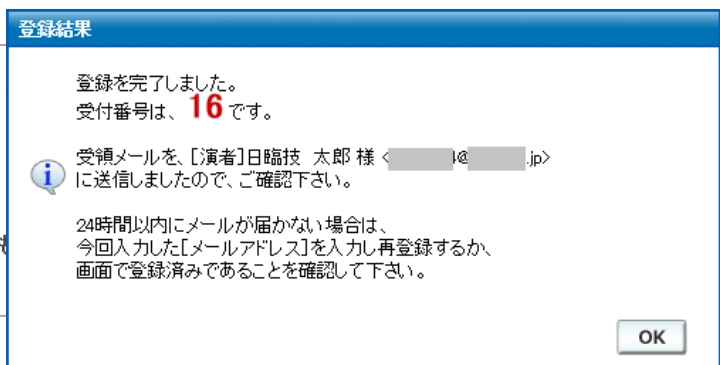 登録結果
登録を完了しました。
受付番号は、 16 です。
受領メールを、[演者]日臨技 太郎 様 < @ .jp>
に送信しましたので、ご確認下さい。
24時間以内にメールが届かない場合は、
今回入力した[メールアドレス]を入力し再登録するか、
画面で登録済みであることを確認して下さい。
OK